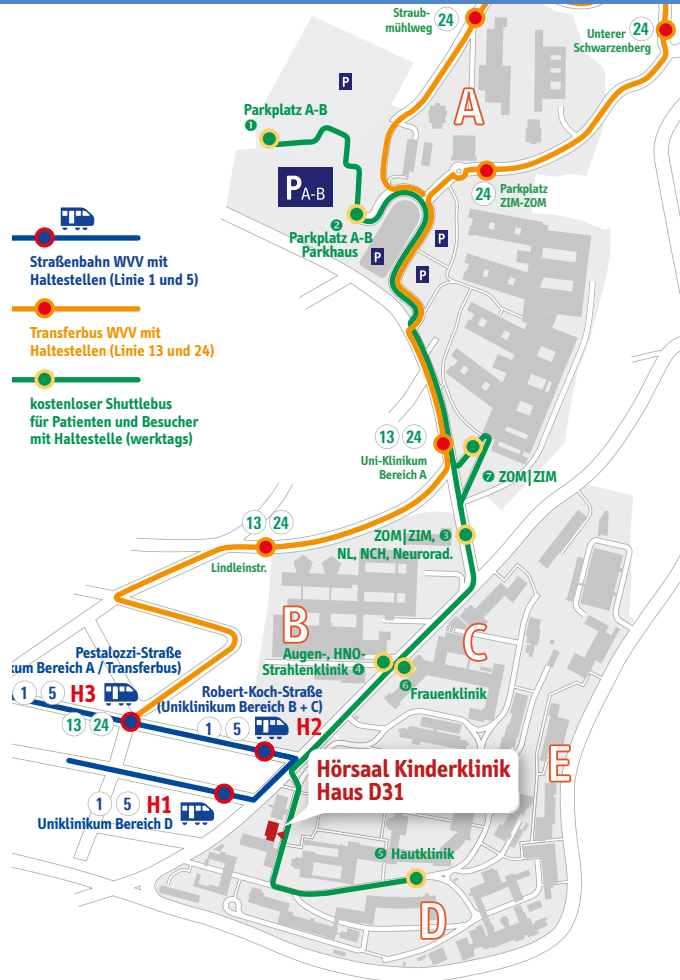 Straub-
mühlweg
24
Unterer
Schwarzenberg
24
P
Parkplatz A-B
1
A
PA-B
24
Parkplatz
ZIM-ZOM
2
Parkplatz A-B
Parkhaus
P
P
P
Straßenbahn WVV mit
Haltestellen (Linie 1 und 5)
Transferbus WVV mit
Haltestellen (Linie 13 und 24)
kostenloser Shuttlebus
für Patienten und Besucher
mit Haltestelle (werktags)
13 24
Uni-Klinikum
Bereich A
7 ZOM|ZIM
13 24
Lindleinstr.
ZOM|ZIM, 3
NL, NCH, Neurorad.
B
C
Augen-, HNO-
Strahlenklinik 4
6
Frauenklinik
Pestalozzi-Straße
um Bereich A / Transferbus)
1 5 H3
13 24
Robert-Koch-Straße
(Uniklinikum Bereich B + C)
1 5 H2
E
Hörsaal Kinderklinik
Haus D31
1 5 H1
Uniklinikum Bereich D
5 Hautklinik
D